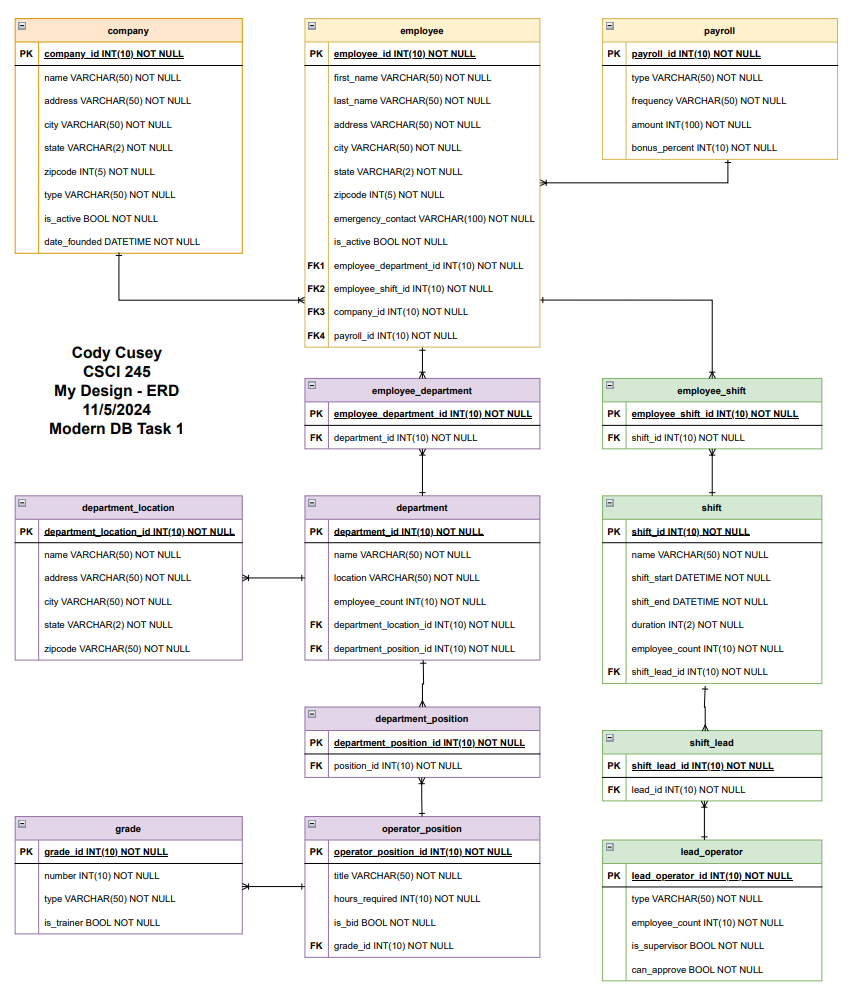 company
PK company_id INT(10) NOT NULL
name VARCHAR(50) NOT NULL
address VARCHAR(50) NOT NULL
city VARCHAR(50) NOT NULL
state VARCHAR(2) NOT NULL
zipcode INT(5) NOT NULL
type VARCHAR(50) NOT NULL
is_active BOOL NOT NULL
date_founded DATETIME NOT NULL
employee
PK employee_id INT(10) NOT NULL
first_name VARCHAR(50) NOT NULL
last_name VARCHAR(50) NOT NULL
address VARCHAR(50) NOT NULL
city VARCHAR(50) NOT NULL
state VARCHAR(2) NOT NULL
zipcode INT(5) NOT NULL
emergency_contact VARCHAR(100) NOT NULL
is_active BOOL NOT NULL
FK1 employee_department_id INT(10) NOT NULL
FK2 employee_shift_id INT(10) NOT NULL
FK3 company_id INT(10) NOT NULL
FK4 payroll_id INT(10) NOT NULL
payroll
PK payroll_id INT(10) NOT NULL
type VARCHAR(50) NOT NULL
frequency VARCHAR(50) NOT NULL
amount INT(100) NOT NULL
bonus_percent INT(10) NOT NULL
Cody Cusey
CSCI 245
My Design - ERD
11/5/2024
Modern DB Task 1
employee_department
PK employee_department_id INT(10) NOT NULL
FK department_id INT(10) NOT NULL
employee_shift
PK employee_shift_id INT(10) NOT NULL
FK shift_id INT(10) NOT NULL
department_location
PK department_location_id INT(10) NOT NULL
name VARCHAR(50) NOT NULL
address VARCHAR(50) NOT NULL
city VARCHAR(50) NOT NULL
state VARCHAR(2) NOT NULL
zipcode VARCHAR(50) NOT NULL
department
PK department_id INT(10) NOT NULL
name VARCHAR(50) NOT NULL
location VARCHAR(50) NOT NULL
employee_count INT(10) NOT NULL
FK department_location_id INT(10) NOT NULL
FK department_position_id INT(10) NOT NULL
shift
PK shift_id INT(10) NOT NULL
name VARCHAR(50) NOT NULL
shift_start DATETIME NOT NULL
shift_end DATETIME NOT NULL
duration INT(2) NOT NULL
employee_count INT(10) NOT NULL
FK shift_lead_id INT(10) NOT NULL
department_position
PK department_position_id INT(10) NOT NULL
FK position_id INT(10) NOT NULL
shift_lead
PK shift_lead_id INT(10) NOT NULL
FK lead_id INT(10) NOT NULL
grade
PK grade_id INT(10) NOT NULL
number INT(10) NOT NULL
type VARCHAR(50) NOT NULL
is_trainer BOOL NOT NULL
operator_position
PK operator_position_id INT(10) NOT NULL
title VARCHAR(50) NOT NULL
hours_required INT(10) NOT NULL
is_bid BOOL NOT NULL
FK grade_id INT(10) NOT NULL
lead_operator
PK lead_operator_id INT(10) NOT NULL
type VARCHAR(50) NOT NULL
employee_count INT(10) NOT NULL
is_supervisor BOOL NOT NULL
can_approve BOOL NOT NULL